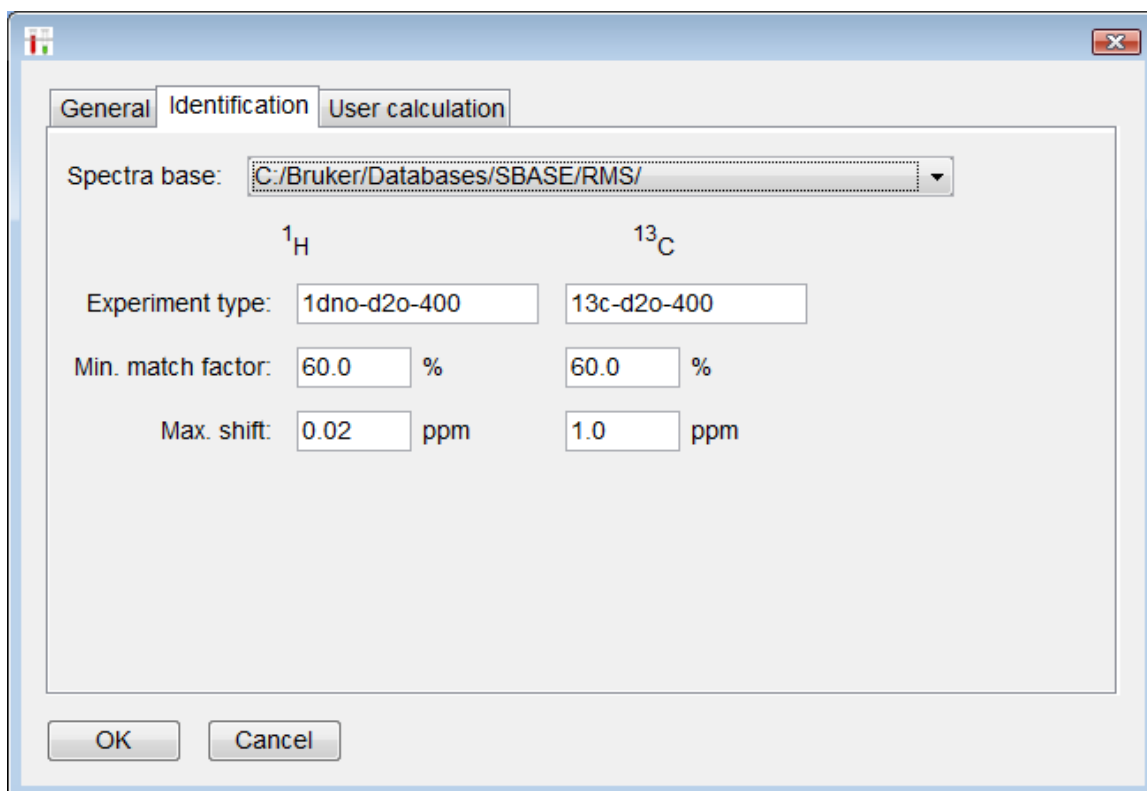 General Identification User calculation
Spectra base: C:/Bruker/Databases/SBASE/RMS/
1H 13C
Experiment type: 1dno-d2o-400 13c-d2o-400
Min. match factor: 60.0 % 60.0 %
Max. shift: 0.02 ppm 1.0 ppm
OK Cancel